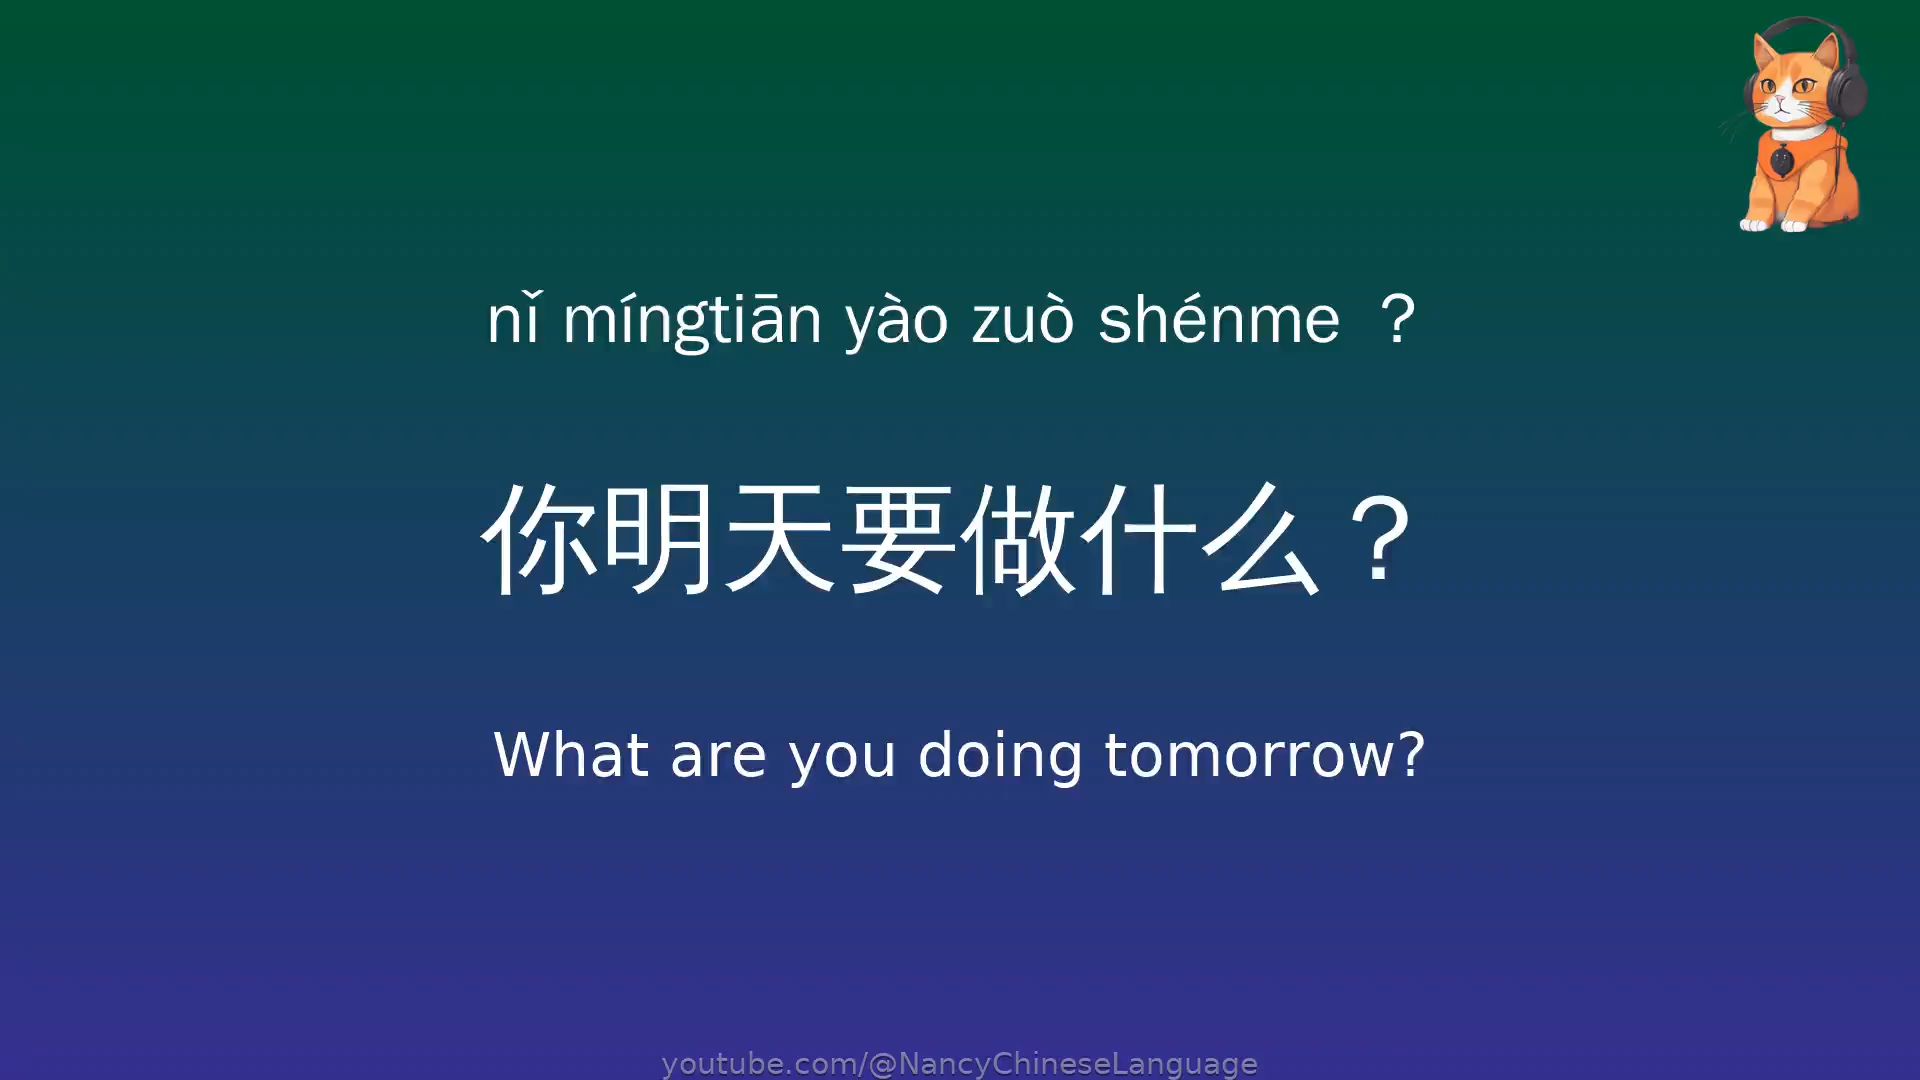 nǐ míngtiān yào zuò shénme ？
你明天要做什么？
What are you doing tomorrow?
youtube.com/@NancyChineseLanguage